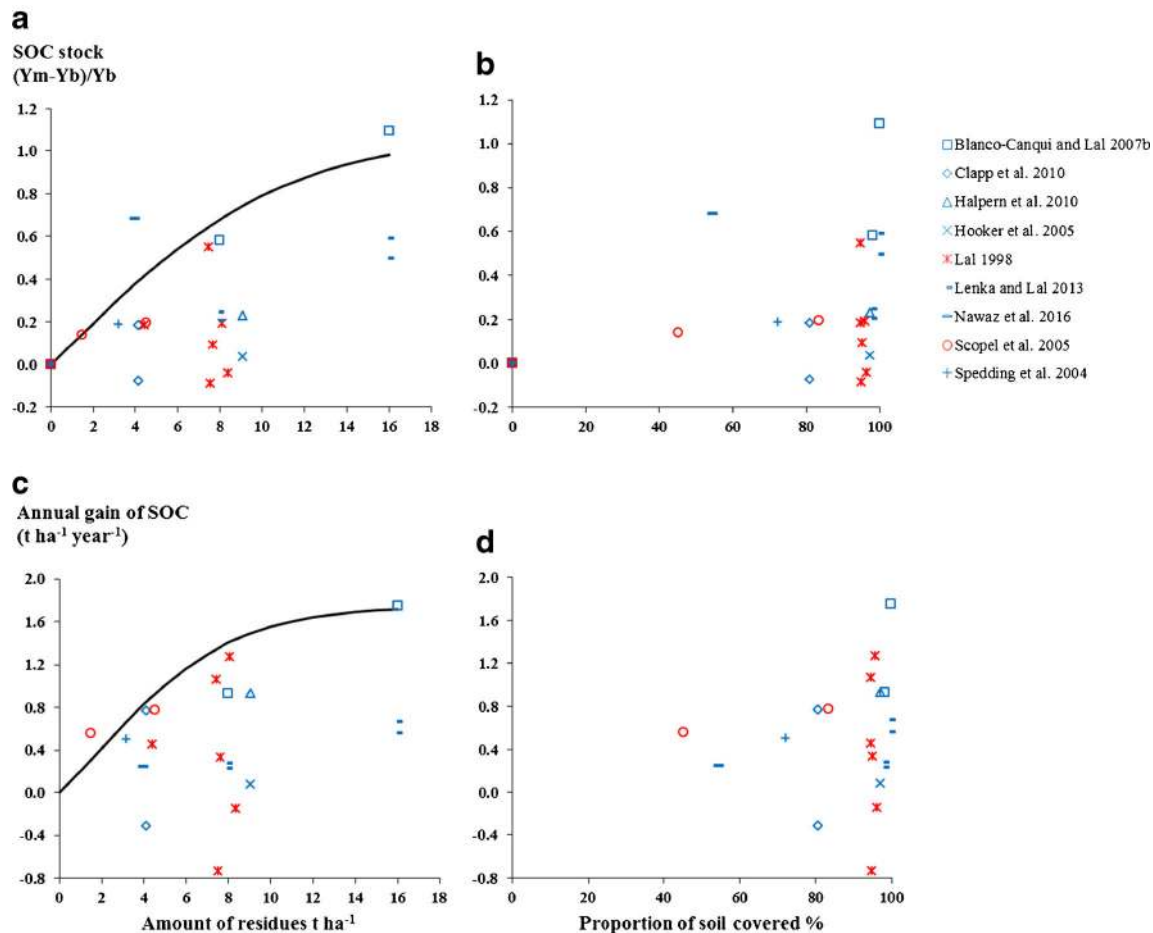 a
SOC stock
(Ym-Yb)/Yb
1.2
1.0
0.8
0.6
0.4
0.2
0.0
-0.2
0 2 4 6 8 10 12 14 16 18
b
1.2
1.0
0.8
0.6
0.4
0.2
0.0
-0.2
0 20 40 60 80 100
Blanco-Canqui and Lal 2007b
Clapp et al. 2010
Halpern et al. 2010
Hooker et al. 2005
Lal 1998
Lenka and Lal 2013
Nawaz et al. 2016
Scopel et al. 2005
Spedding et al. 2004
c
Annual gain of SOC
(t ha⁻¹ year⁻¹)
2.0
1.6
1.2
0.8
0.4
0.0
-0.4
-0.8
0 2 4 6 8 10 12 14 16 18
Amount of residues t ha⁻¹
d
2.0
1.6
1.2
0.8
0.4
0.0
-0.4
-0.8
0 20 40 60 80 100
Proportion of soil covered %